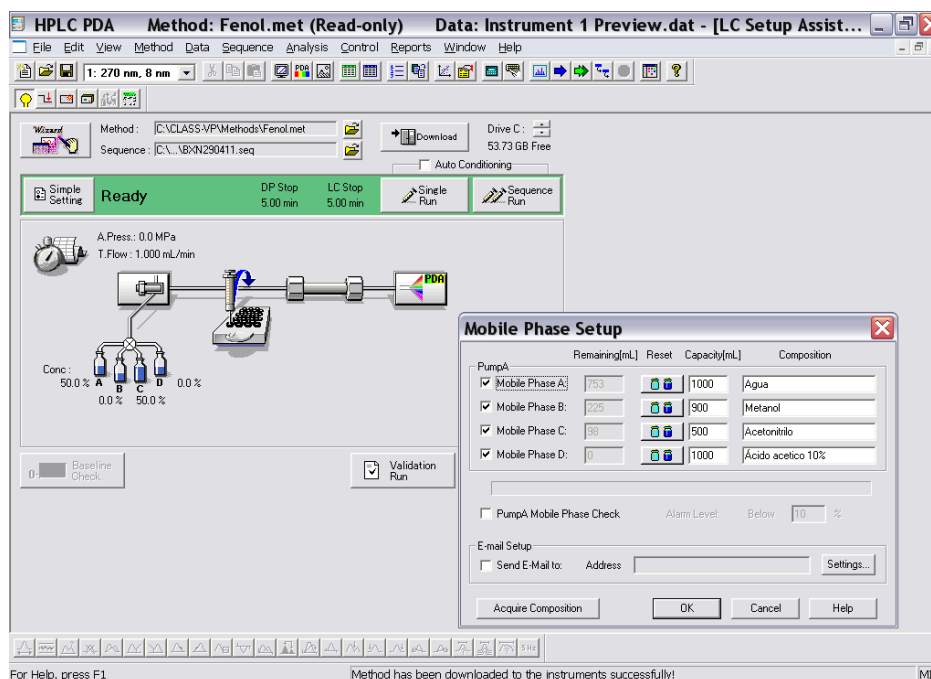 HPLC PDA Method: Fenol.met (Read-only) Data: Instrument 1 Preview.dat - [LC Setup Assist...
File Edit View Method Data Sequence Analysis Control Reports Window Help
1: 270 nm, 8 nm
PDA
Wizard
Method: C:\CLASS-VP\Methods\Fenol.met
Sequence: C:\...\BXN290411.seq
Download
Drive C:
53.73 GB Free
Auto Conditioning
Simple Setting
Ready
DP Stop
5.00 min
LC Stop
5.00 min
Single Run
Sequence Run
A.Press.: 0.0 MPa
T.Flow: 1.000 mL/min
PDA
Conc:
50.0 % A B C D 0.0 %
0.0 % 50.0 %
0-
Baseline Check
Validation Run
Mobile Phase Setup
Remaining[mL] Reset Capacity[mL] Composition
PumpA
Mobile Phase A: 753 1000 Agua
Mobile Phase B: 225 900 Metanol
Mobile Phase C: 98 500 Acetonitrilo
Mobile Phase D: 0 1000 Ácido acetico 10%
PumpA Mobile Phase Check Alarm Level: Below 10 %
E-mail Setup
Send E-Mail to: Address Settings...
Acquire Composition OK Cancel Help
5 Hz
For Help, press F1 Method has been downloaded to the instruments successfully!